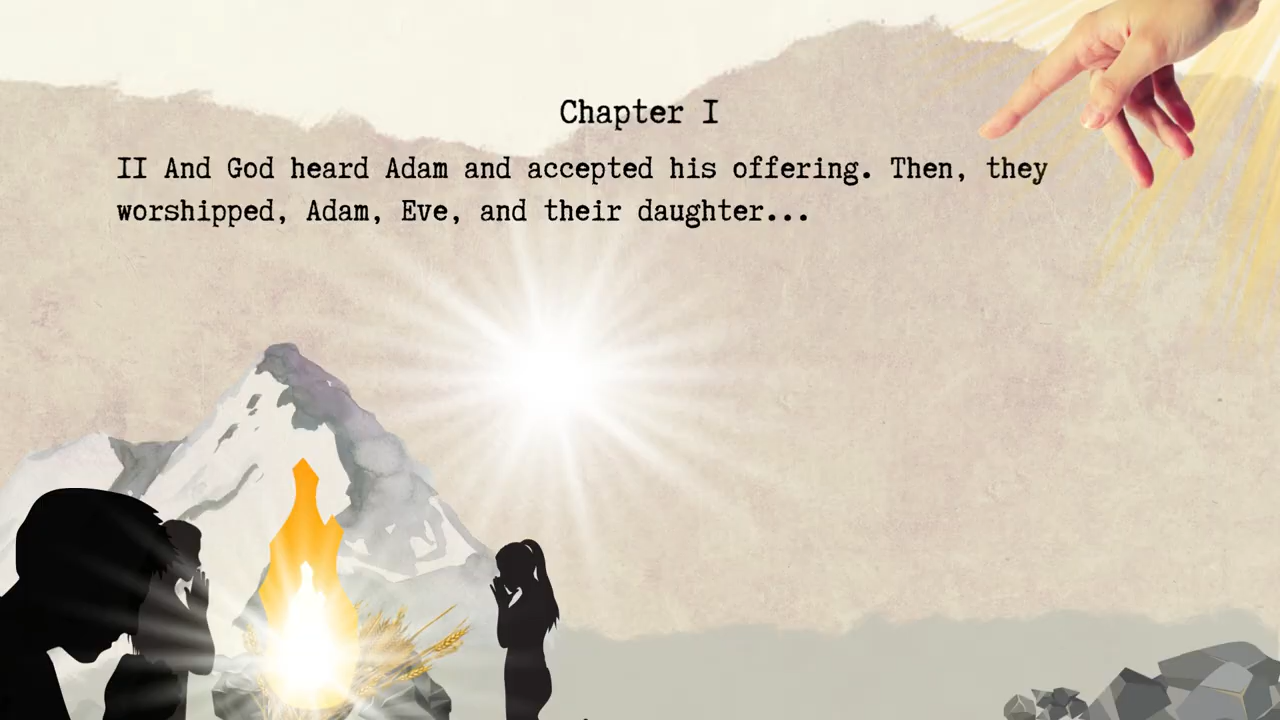 Chapter I
II And God heard Adam and accepted his offering. Then, they
worshipped, Adam, Eve, and their daughter...